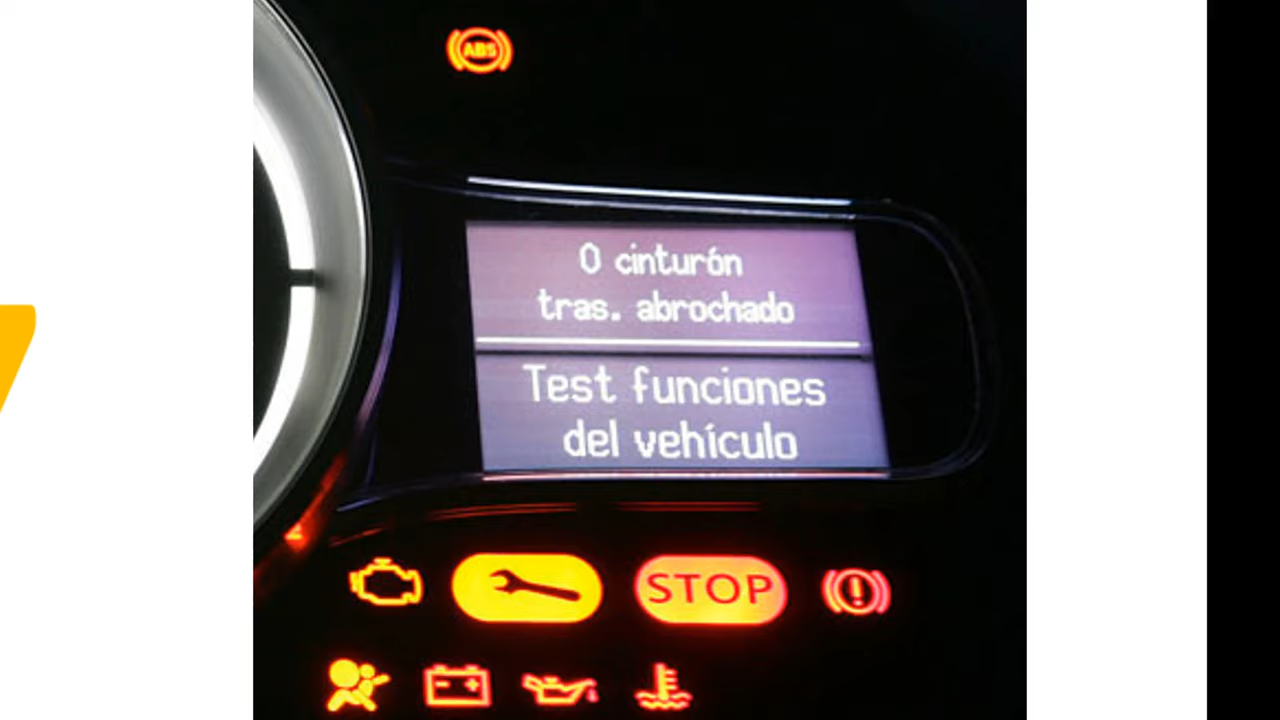 ABS
0 cinturón
tras. abrochado
Test funciones
del vehículo
STOP